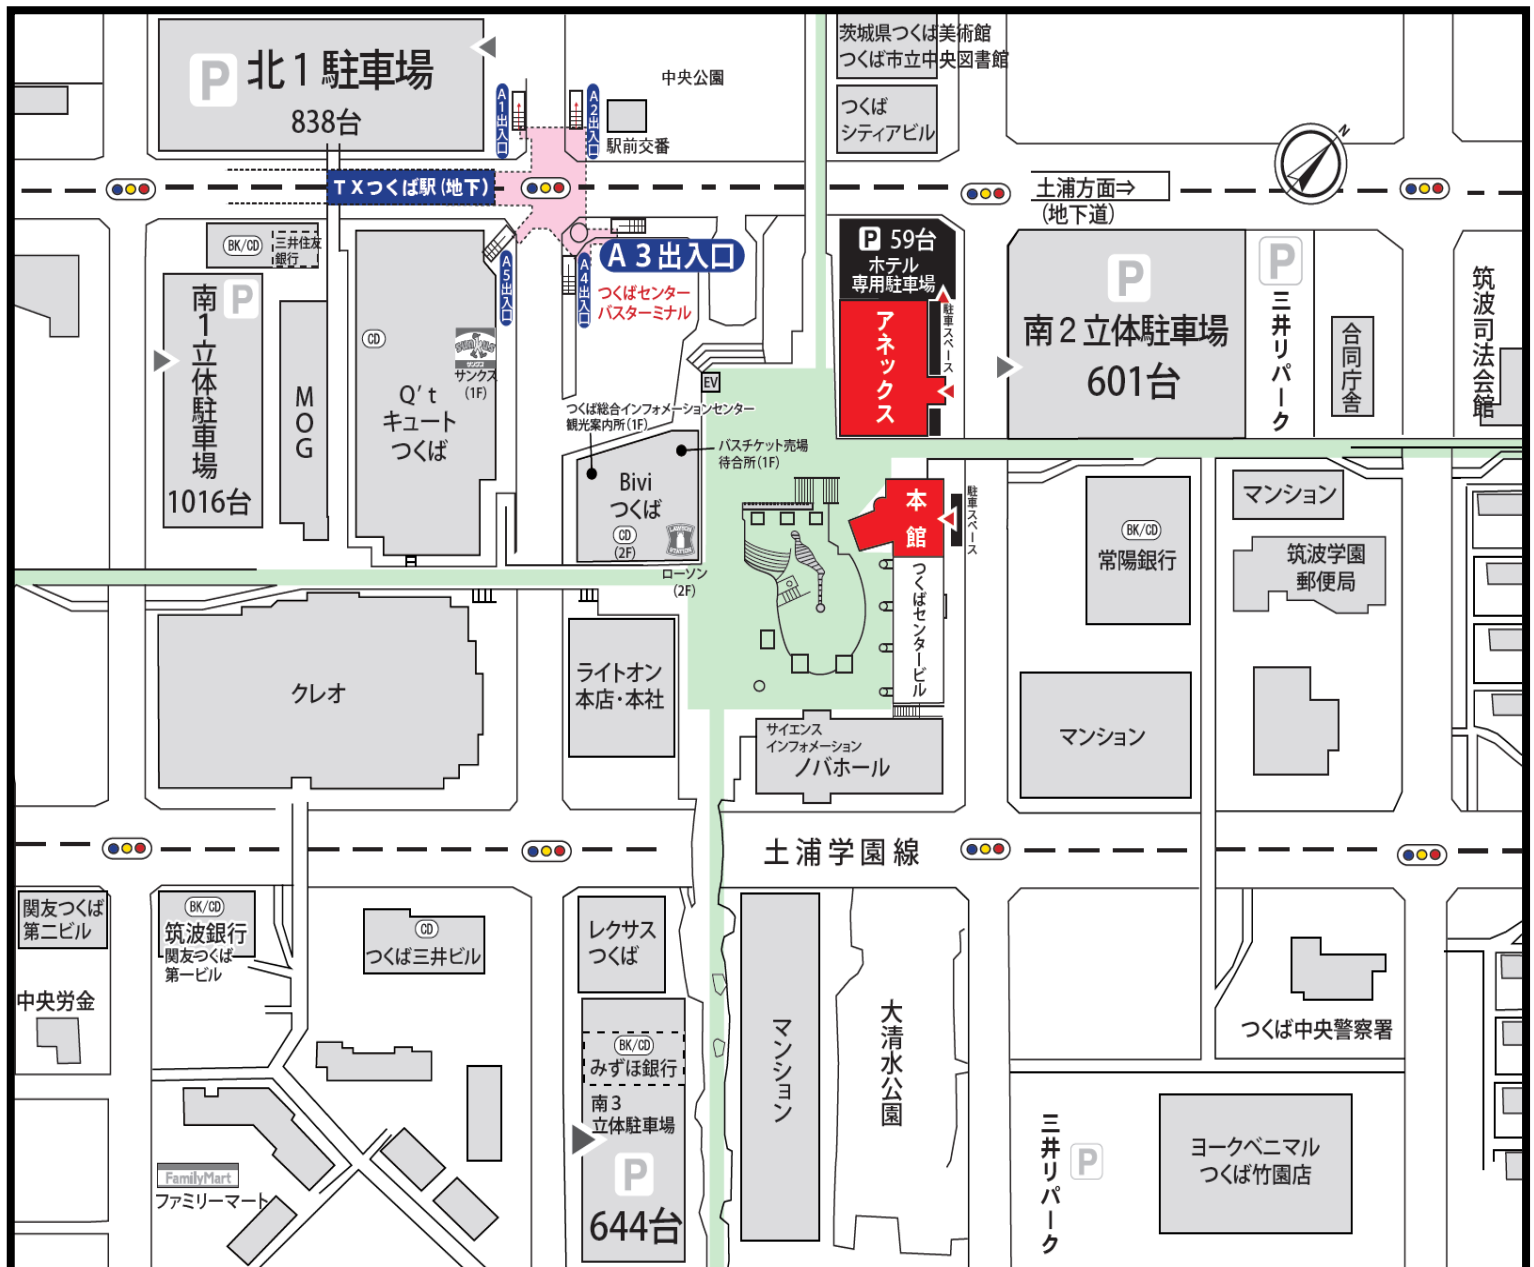 茨城県つくば美術館
つくば市立中央図書館
P 北1駐車場
838台
A1出入口
A2出入口
中央公園
駅前交番
つくば
シティアビル
N
TXつくば駅(地下)
土浦方面⇒
(地下道)
BK/CD
三井住友
銀行
A5出入口
A4出入口
A3出入口
つくばセンター
バスターミナル
P 59台
ホテル
専用駐車場
駐車スペース
アネックス
P
南2立体駐車場
601台
P
三井リパーク
合同庁舎
筑波司法会館
P
南1立体駐車場
1016台
MOG
CD
サンクス
(1F)
Q't
キュート
つくば
EV
つくば総合インフォメーションセンター
観光案内所(1F)
バスチケット売場
待合所(1F)
Bivi
つくば
CD
(2F)
LAWSON
STATION
ローソン
(2F)
本館
駐車スペース
つくばセンタービル
BK/CD
常陽銀行
マンション
筑波学園
郵便局
クレオ
ライトオン
本店・本社
サイエンス
インフォメーション
ノバホール
マンション
土浦学園線
関友つくば
第二ビル
BK/CD
筑波銀行
関友つくば
第一ビル
CD
つくば三井ビル
レクサス
つくば
中央労金
BK/CD
みずほ銀行
南3
立体駐車場
P
644台
マンション
大清水公園
つくば中央警察署
三井リパーク
P
ヨークベニマル
つくば竹園店
FamilyMart
ファミリーマート